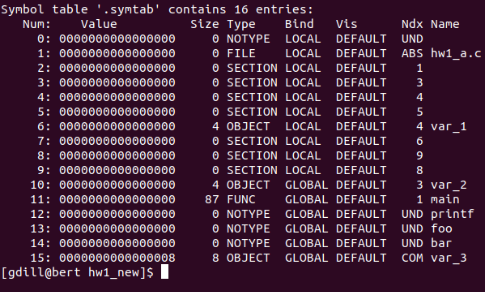 Symbol table '.symtab' contains 16 entries:
Num: Value Size Type Bind Vis Ndx Name
0: 0000000000000000 0 NOTYPE LOCAL DEFAULT UND
1: 0000000000000000 0 FILE LOCAL DEFAULT ABS hw1_a.c
2: 0000000000000000 0 SECTION LOCAL DEFAULT 1
3: 0000000000000000 0 SECTION LOCAL DEFAULT 3
4: 0000000000000000 0 SECTION LOCAL DEFAULT 4
5: 0000000000000000 0 SECTION LOCAL DEFAULT 5
6: 0000000000000000 4 OBJECT LOCAL DEFAULT 4 var_1
7: 0000000000000000 0 SECTION LOCAL DEFAULT 6
8: 0000000000000000 0 SECTION LOCAL DEFAULT 9
9: 0000000000000000 0 SECTION LOCAL DEFAULT 8
10: 0000000000000000 4 OBJECT GLOBAL DEFAULT 3 var_2
11: 0000000000000000 87 FUNC GLOBAL DEFAULT 1 main
12: 0000000000000000 0 NOTYPE GLOBAL DEFAULT UND printf
13: 0000000000000000 0 NOTYPE GLOBAL DEFAULT UND foo
14: 0000000000000000 0 NOTYPE GLOBAL DEFAULT UND bar
15: 0000000000000008 8 OBJECT GLOBAL DEFAULT COM var_3
[gdill@bert hw1_new]$